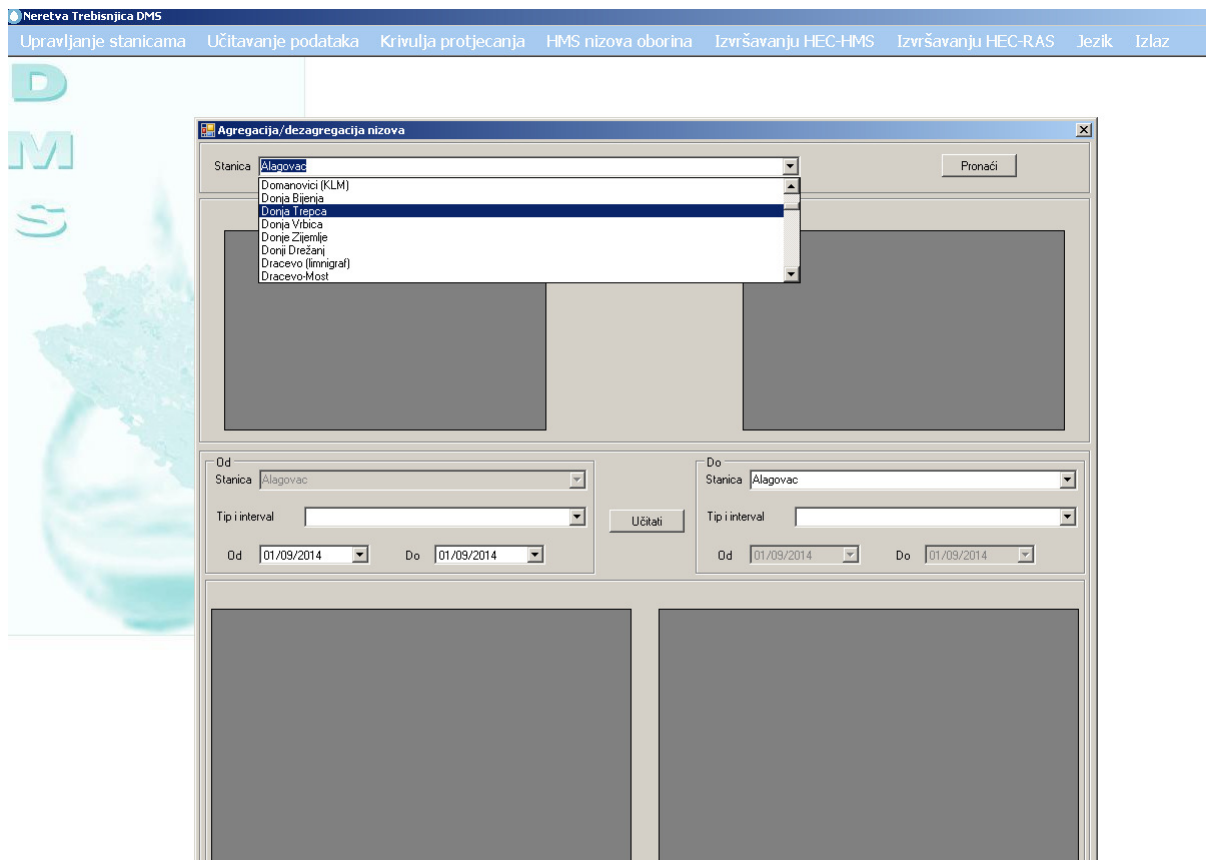 Neretva Trebisnjica DMS
Upravljanje stanicama Učitavanje podataka Krivulja protjecanja HMS nizova oborina Izvršavanju HEC-HMS Izvršavanju HEC-RAS Jezik Izlaz
D
M
S
Agregacija/dezagregacija nizova
Stanica Alagovac Pronaći
Domanovici (KLM)
Donja Bijenja
Donja Trepca
Donja Vrbica
Donje Zijemlje
Donji Drežanj
Dracevo (limnigraf)
Dracevo-Most
Od
Stanica Alagovac
Tip i interval
Od 01/09/2014 Do 01/09/2014
Učitati
Do
Stanica Alagovac
Tip i interval
Od 01/09/2014 Do 01/09/2014